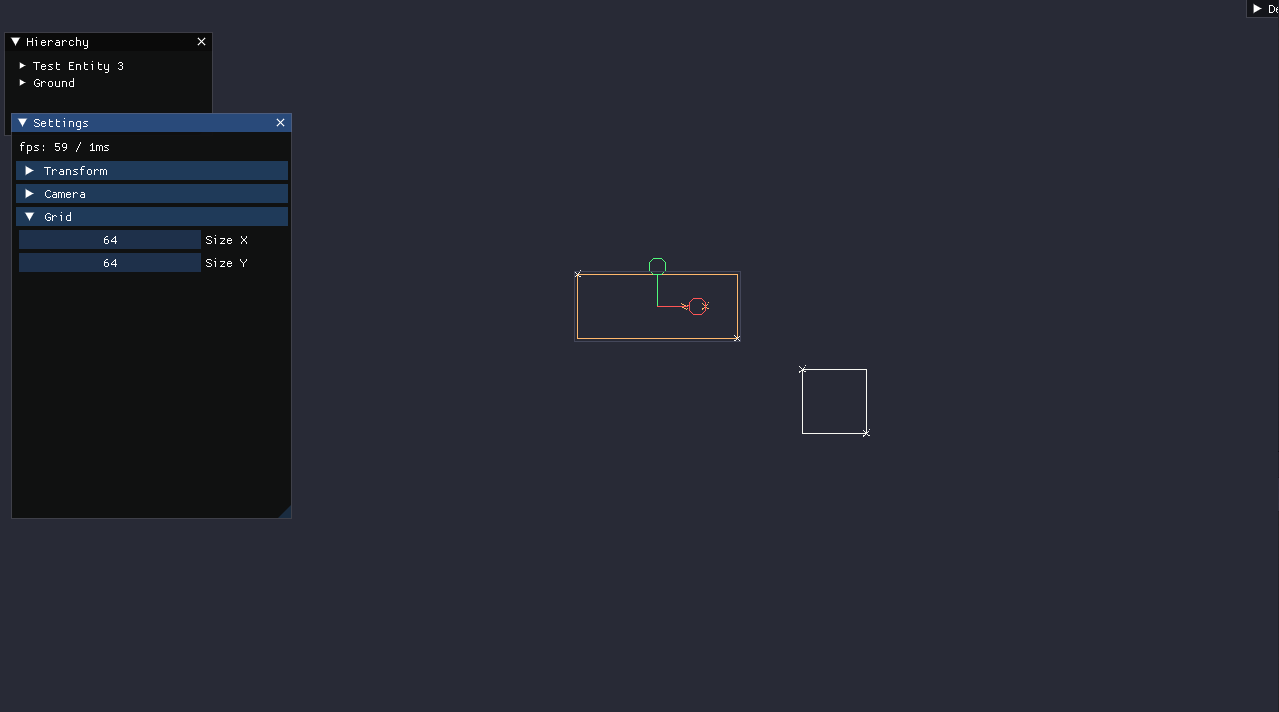 De
Hierarchy
Test Entity 3
Ground
Settings
fps: 59 / 1ms
Transform
Camera
Grid
64 Size X
64 Size Y